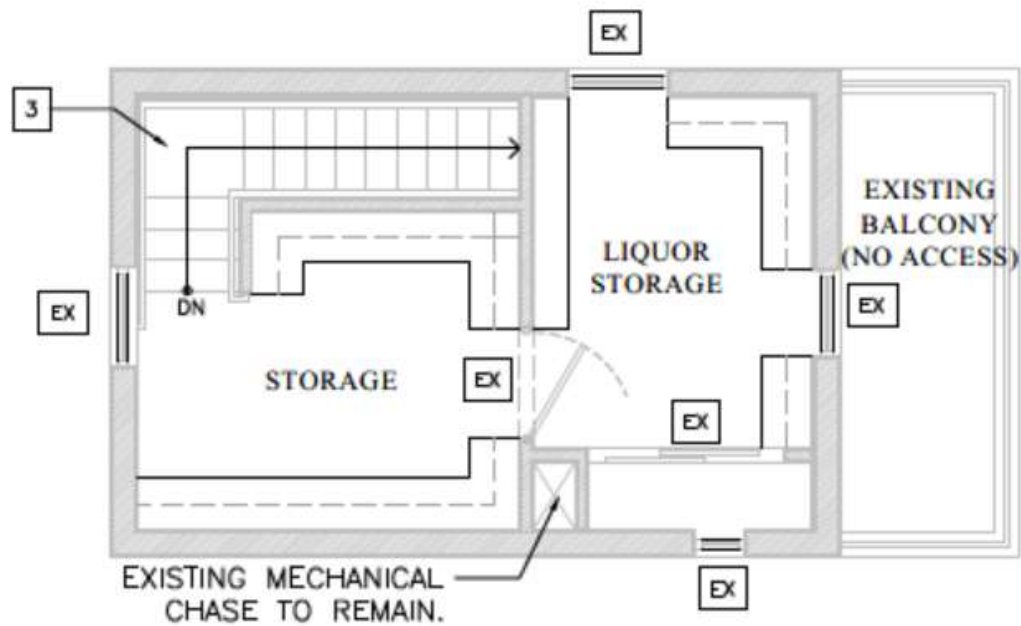 EX
3
EXISTING
BALCONY
(NO ACCESS)
LIQUOR
STORAGE
EX
DN
EX
STORAGE
EX
EX
EXISTING MECHANICAL
CHASE TO REMAIN.
EX